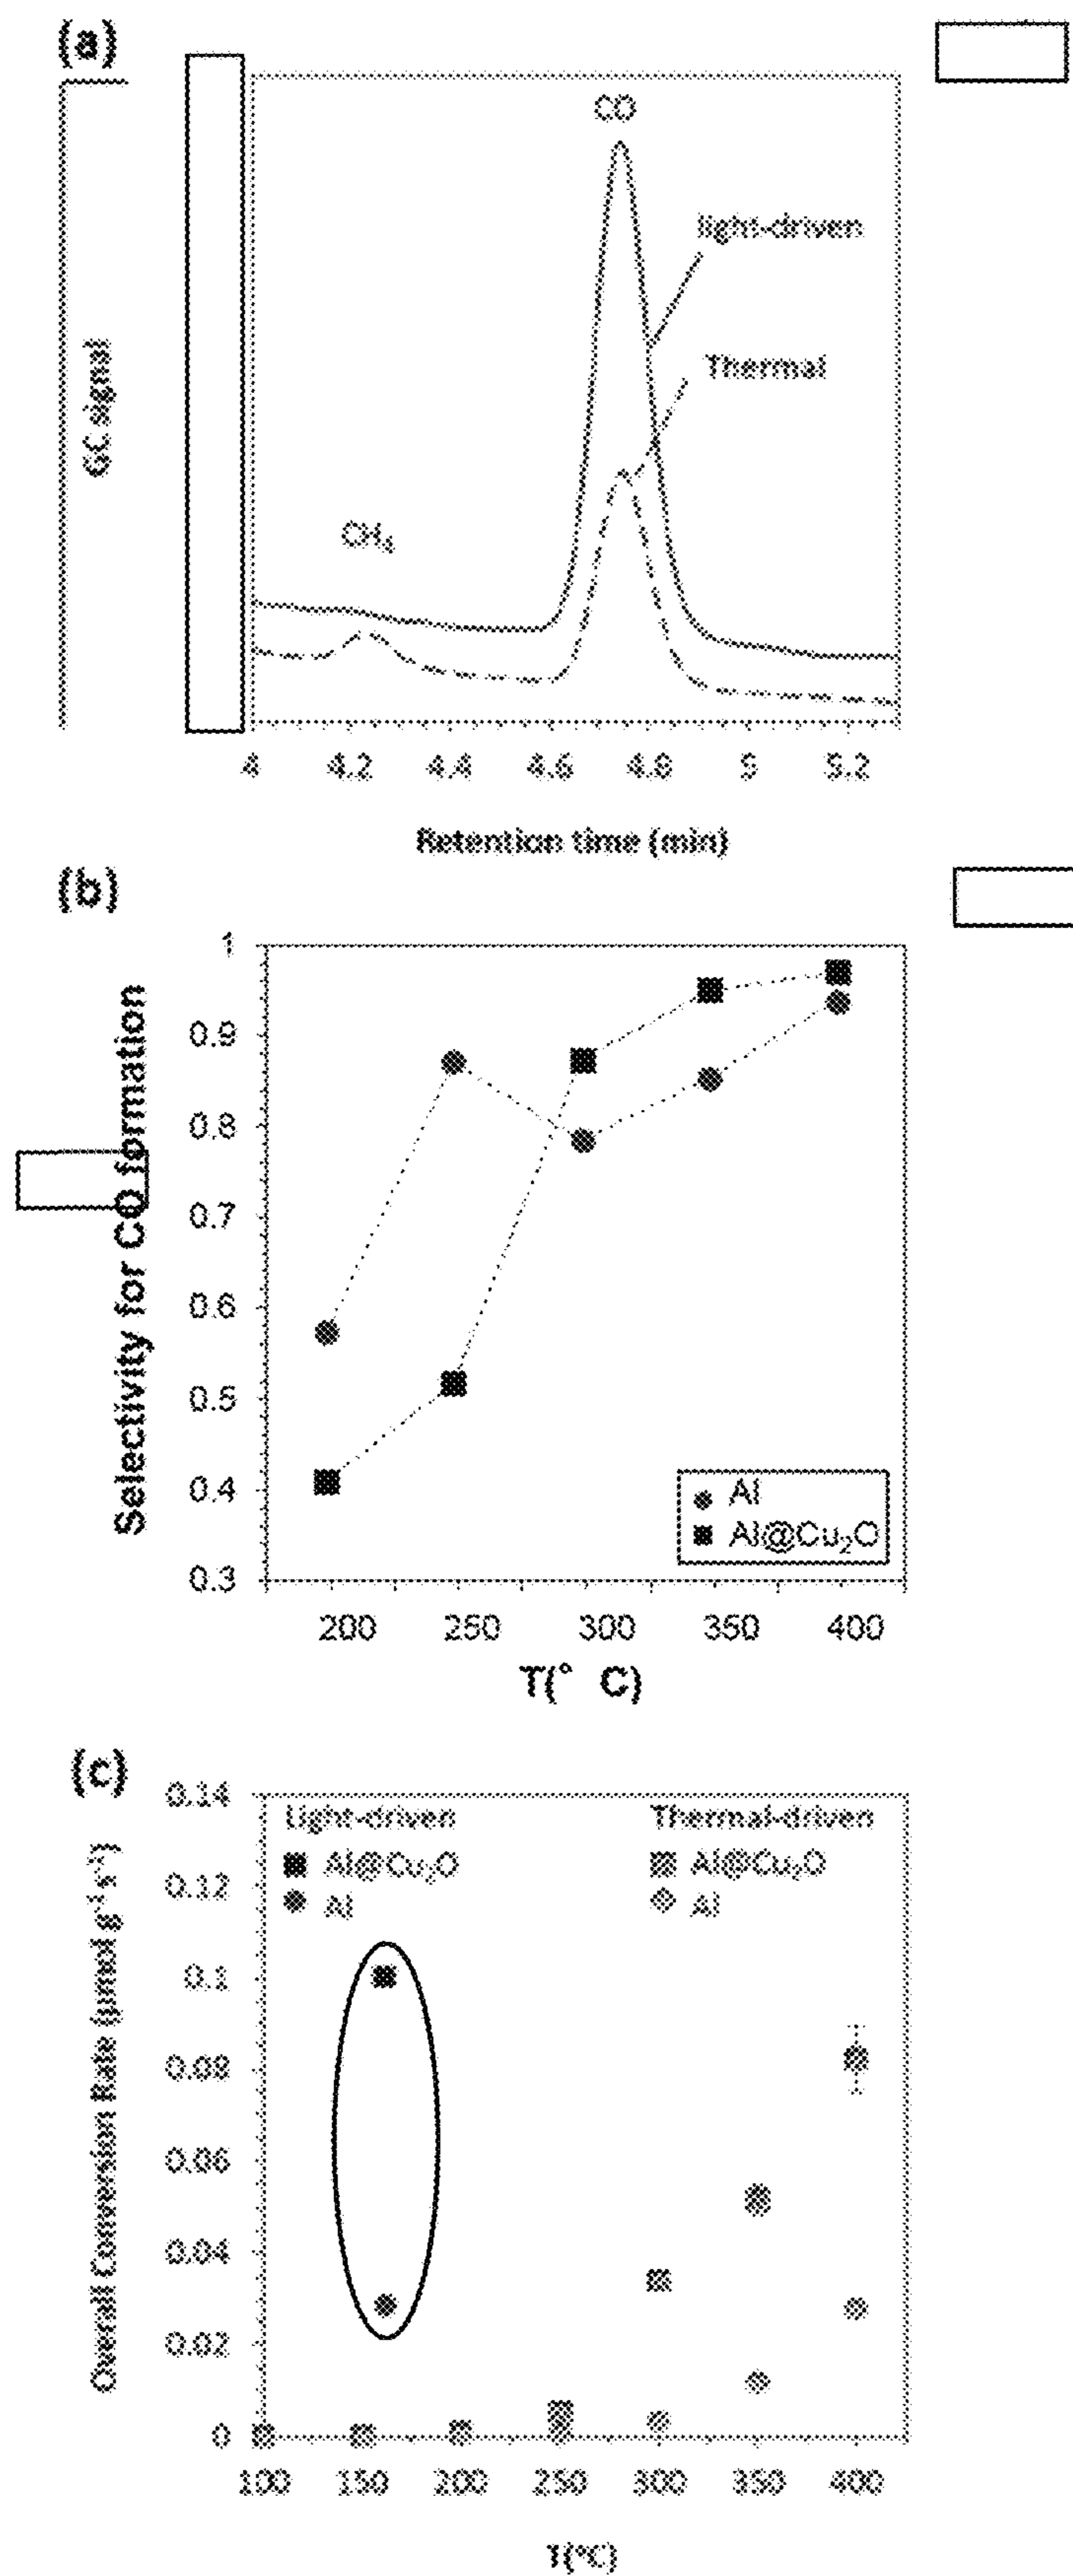 (a)
CO
light-driven
Thermal
CH₄
GC signal
4 4.2 4.4 4.6 4.8 5 5.2
Retention time (min)
(b)
1
0.9
0.8
0.7
0.6
0.5
0.4
0.3
Selectivity for CO formation
Al
Al@Cu₂O
200 250 300 350 400
T(° C)
(c)
0.14
0.12
0.1
0.08
0.06
0.04
0.02
0
Overall Conversion Rate (μmol g⁻¹s⁻¹)
Light-driven
Al@Cu₂O
Al
Thermal-driven
Al@Cu₂O
Al
100 150 200 250 300 350 400
T(°C)